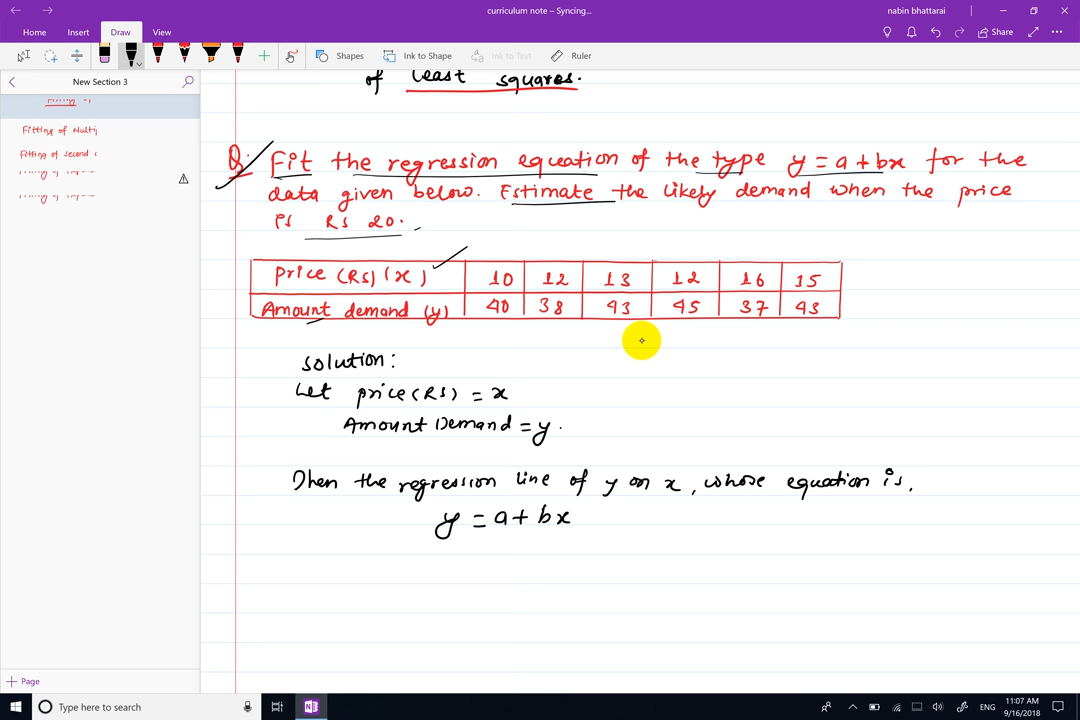 curriculum note – Syncing...
nabin bhattarai
Home Insert Draw View
Share
Shapes
Ink to Shape
Ink to Text
Ruler
New Section 3
Fitting of Multip
Fitting of second c
of least squares.
Q. Fit the regression equation of the type y = a + bx for the
data given below. Estimate the likely demand when the price
is Rs 20.
Price (Rs) (x) 10 12 13 12 16 15
Amount demand (y) 40 38 43 45 37 43
Solution:
Let price (RS) = x
Amount Demand = y.
Then the regression line of y on x, whose equation is,
y = a + bx
+ Page
Type here to search
ENG
11:07 AM
9/16/2018